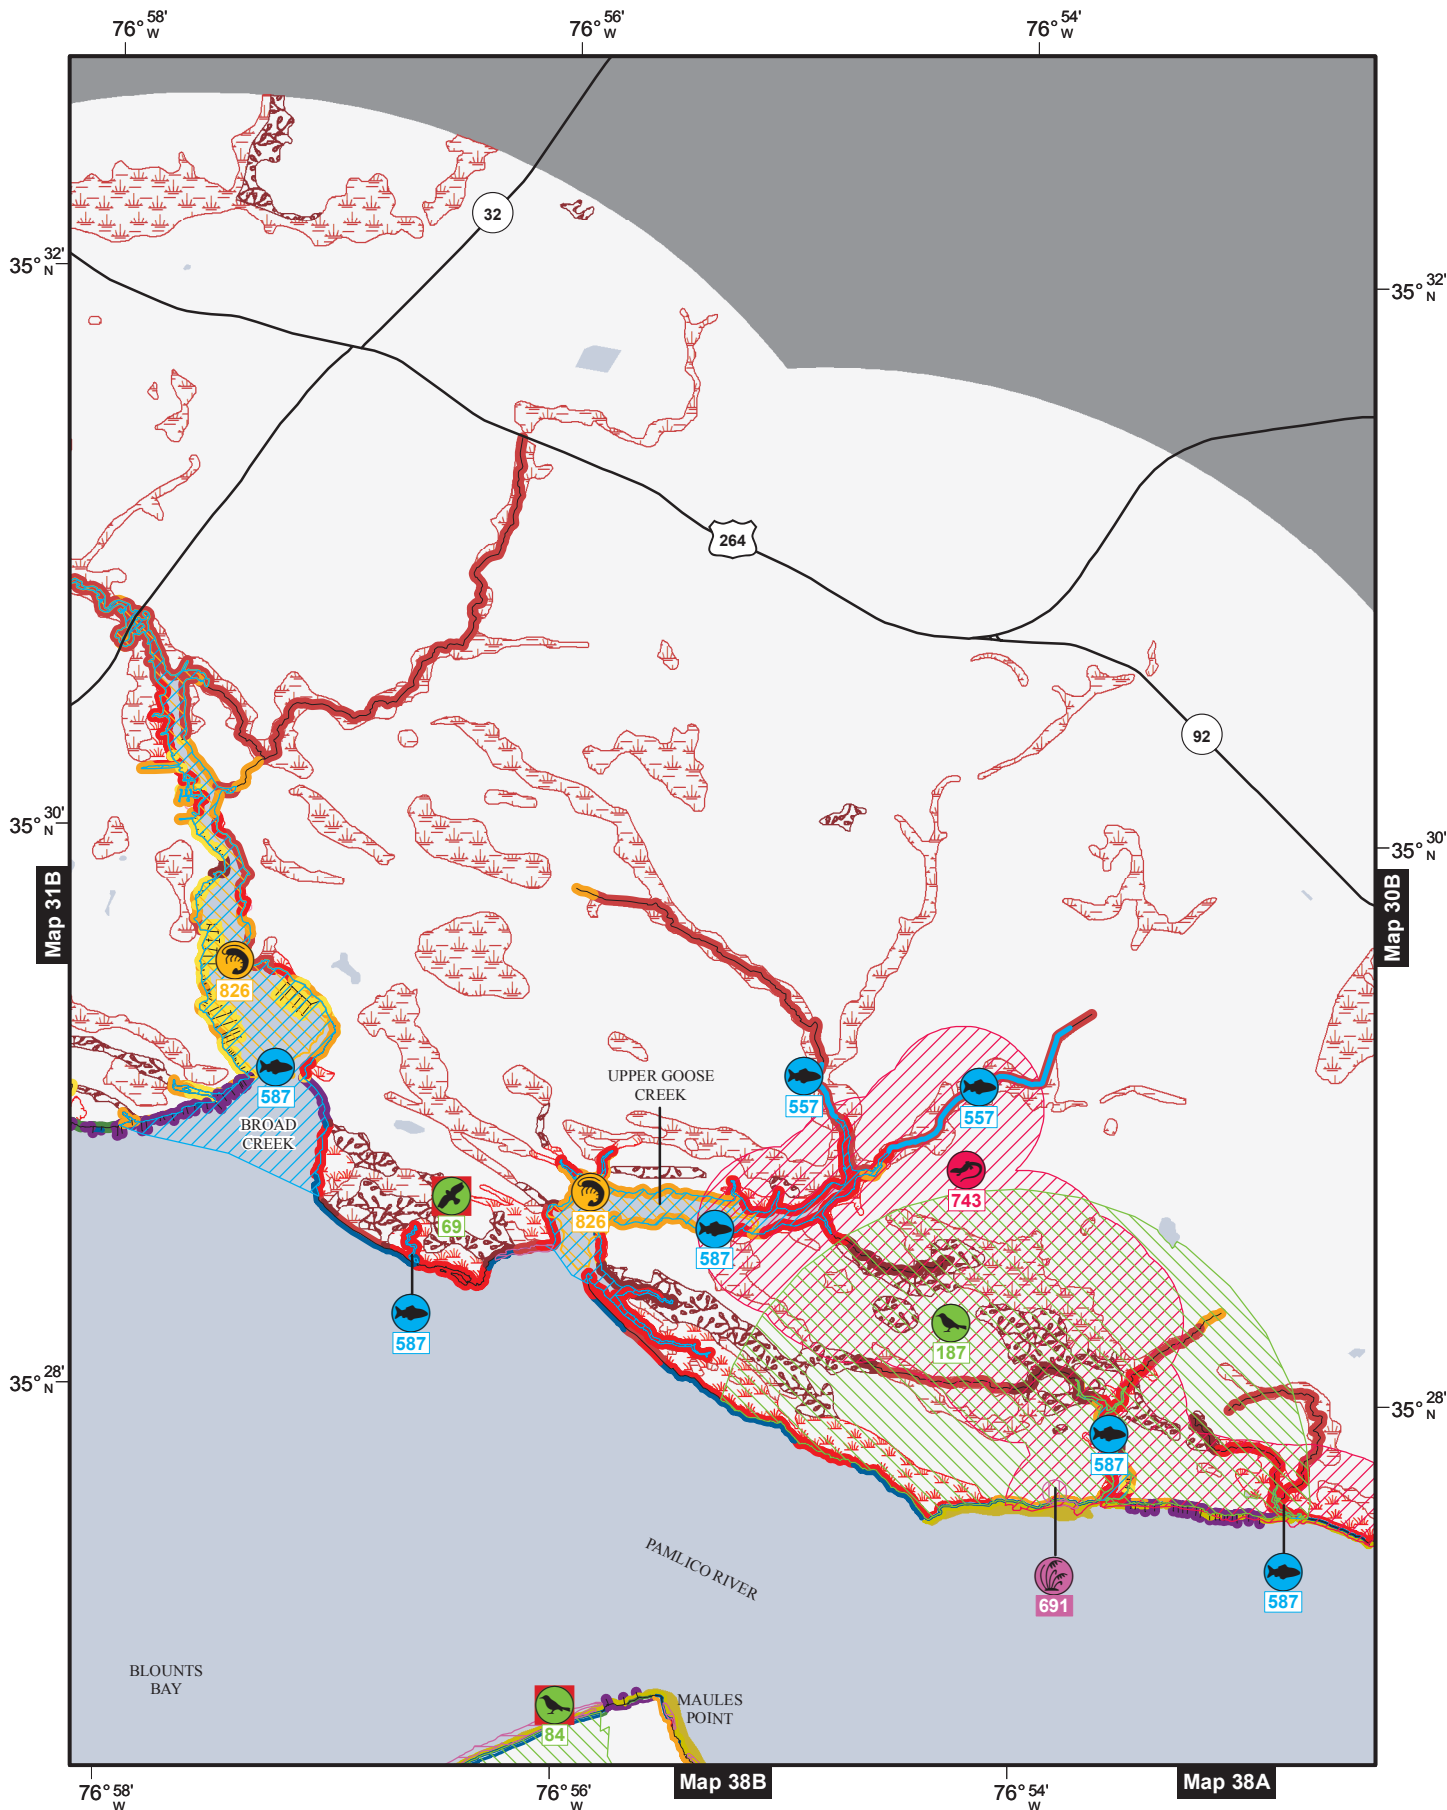 76° 58' W
76° 56' W
76° 54' W
32
35° 32' N
35° 32' N
264
92
35° 30' N
35° 30' N
Map 31B
Map 30B
826
UPPER GOOSE
CREEK
587
557
557
BROAD
CREEK
743
69
826
587
587
187
587
PAMLICO RIVER
691
587
35° 28' N
35° 28' N
BLOUNTS
BAY
MAULES
POINT
84
76° 58' W
76° 56' W
Map 38B
76° 54' W
Map 38A